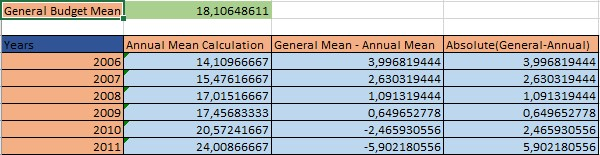 General Budget Mean 18,10648611
Years Annual Mean Calculation General Mean - Annual Mean Absolute(General-Annual)
2006 14,10966667 3,996819444 3,996819444
2007 15,47616667 2,630319444 2,630319444
2008 17,01516667 1,091319444 1,091319444
2009 17,45683333 0,649652778 0,649652778
2010 20,57241667 -2,465930556 2,465930556
2011 24,00866667 -5,902180556 5,902180556